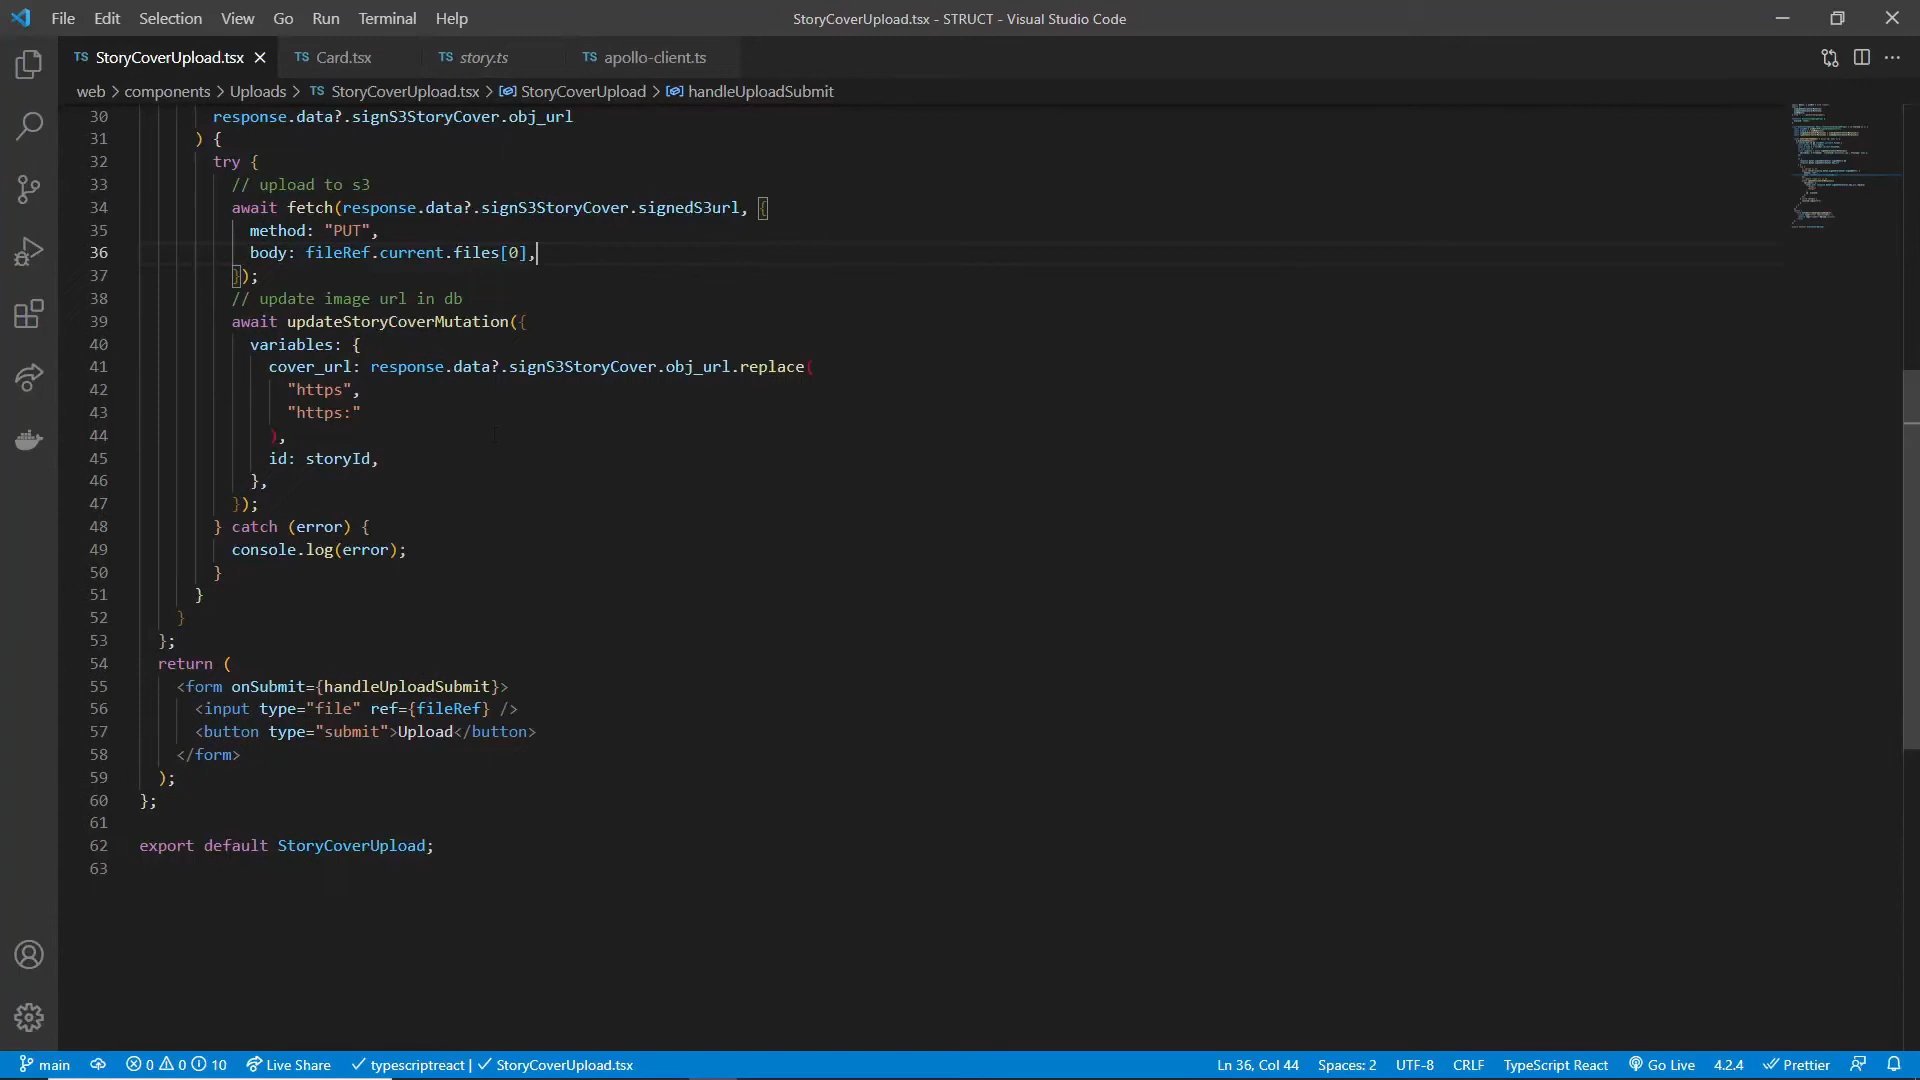 File Edit Selection View Go Run Terminal Help
StoryCoverUpload.tsx - STRUCT - Visual Studio Code
TS StoryCoverUpload.tsx TS Card.tsx TS story.ts TS apollo-client.ts
web > components > Uploads > TS StoryCoverUpload.tsx > StoryCoverUpload > handleUploadSubmit
30 response.data?.signS3StoryCover.obj_url
31 ) {
32 try {
33 // upload to s3
34 await fetch(response.data?.signS3StoryCover.signedS3url, {
35 method: "PUT",
36 body: fileRef.current.files[0],
37 });
38 // update image url in db
39 await updateStoryCoverMutation({
40 variables: {
41 cover_url: response.data?.signS3StoryCover.obj_url.replace(
42 "https",
43 "https:"
44 ),
45 id: storyId,
46 },
47 });
48 } catch (error) {
49 console.log(error);
50 }
51 }
52 }
53 };
54 return (
55 <form onSubmit={handleUploadSubmit}>
56 <input type="file" ref={fileRef} />
57 <button type="submit">Upload</button>
58 </form>
59 );
60 };
61
62 export default StoryCoverUpload;
63
main 0 0 10 Live Share typescriptreact | StoryCoverUpload.tsx Ln 36, Col 44 Spaces: 2 UTF-8 CRLF TypeScript React Go Live 4.2.4 Prettier